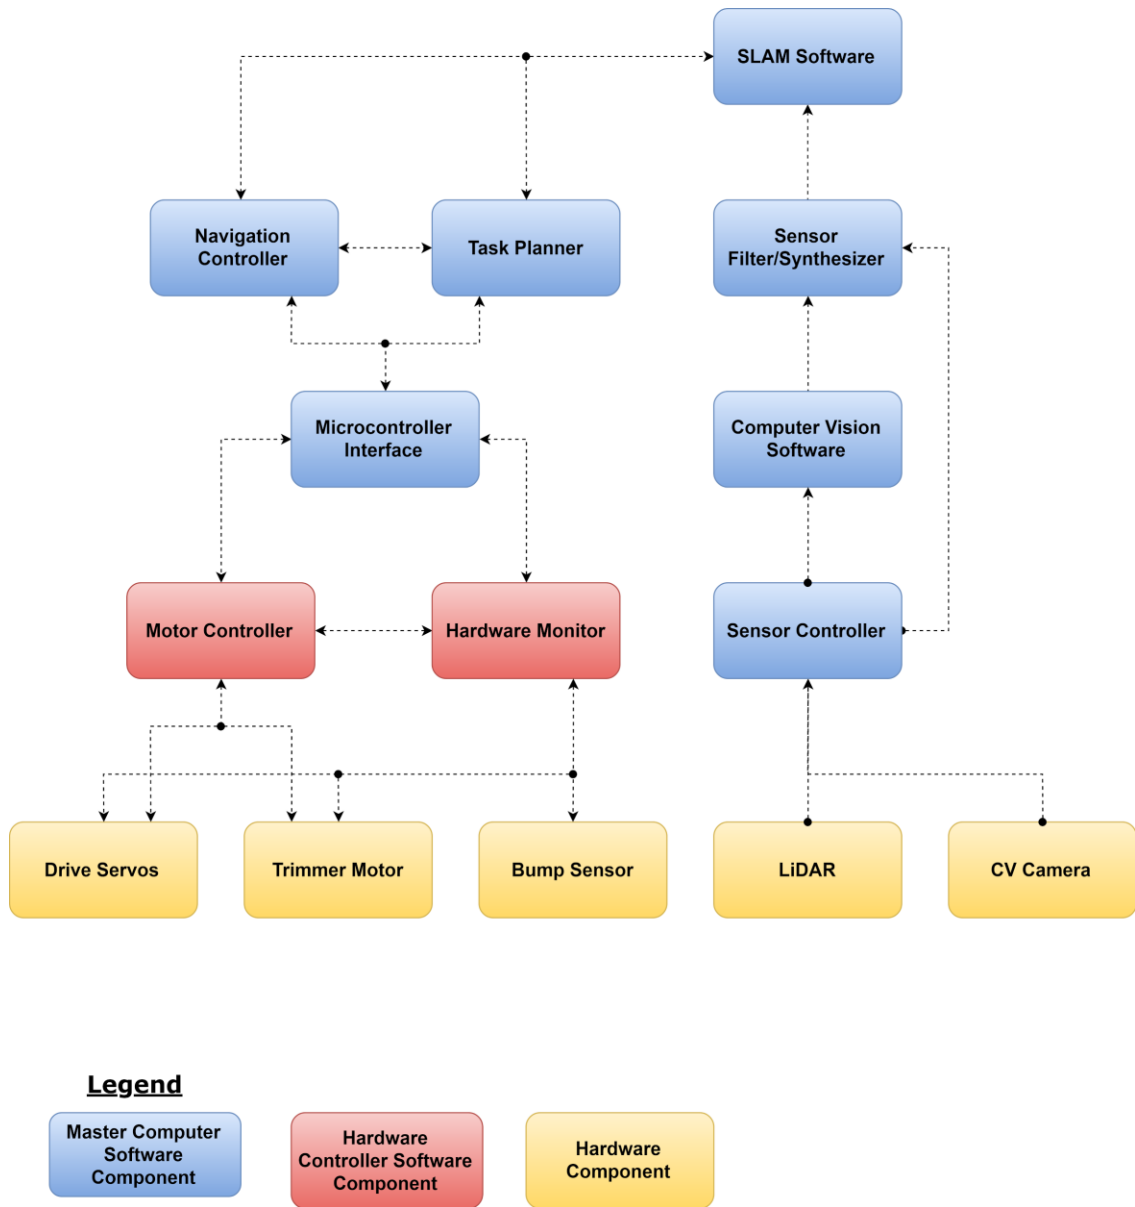 SLAM Software
Navigation
Controller
Task Planner
Sensor
Filter/Synthesizer
Microcontroller
Interface
Computer Vision
Software
Motor Controller
Hardware Monitor
Sensor Controller
Drive Servos
Trimmer Motor
Bump Sensor
LiDAR
CV Camera
Legend
Master Computer
Software
Component
Hardware
Controller Software
Component
Hardware
Component